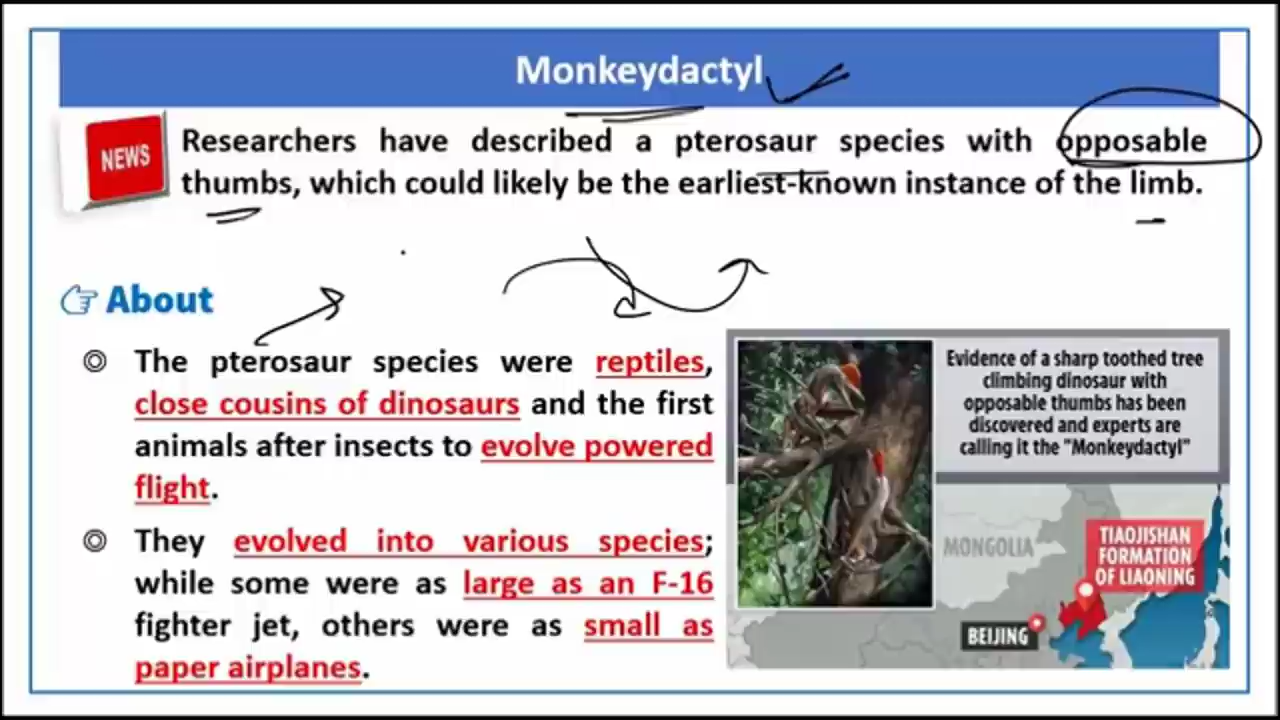 Monkeydactyl
NEWS
Researchers have described a pterosaur species with opposable
thumbs, which could likely be the earliest-known instance of the limb.
About
The pterosaur species were reptiles,
close cousins of dinosaurs and the first
animals after insects to evolve powered
flight.
They evolved into various species;
while some were as large as an F-16
fighter jet, others were as small as
paper airplanes.
Evidence of a sharp toothed tree
climbing dinosaur with
opposable thumbs has been
discovered and experts are
calling it the "Monkeydactyl"
MONGOLIA
TIAOJISHAN
FORMATION
OF LIAONING
BEIJING